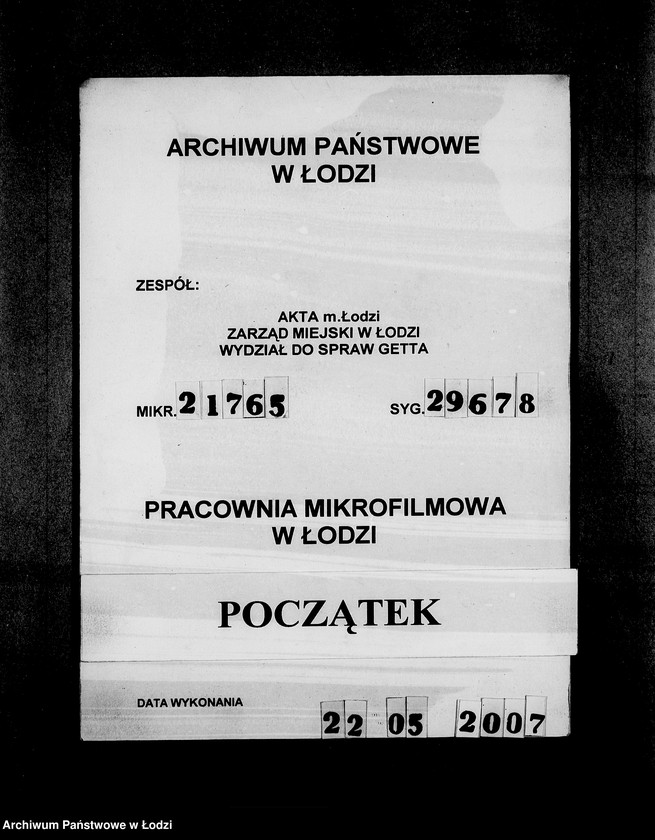 ARCHIWUM PAŃSTWOWE
W ŁODZI
ZESPÓŁ:
AKTA m.Łodzi
ZARZĄD MIEJSKI W ŁODZI
WYDZIAŁ DO SPRAW GETTA
MIKR. 21765 SYG. 29678
PRACOWNIA MIKROFILMOWA
W ŁODZI
POCZĄTEK
DATA WYKONANIA 22 05 2007
Archiwum Państwowe w Łodzi